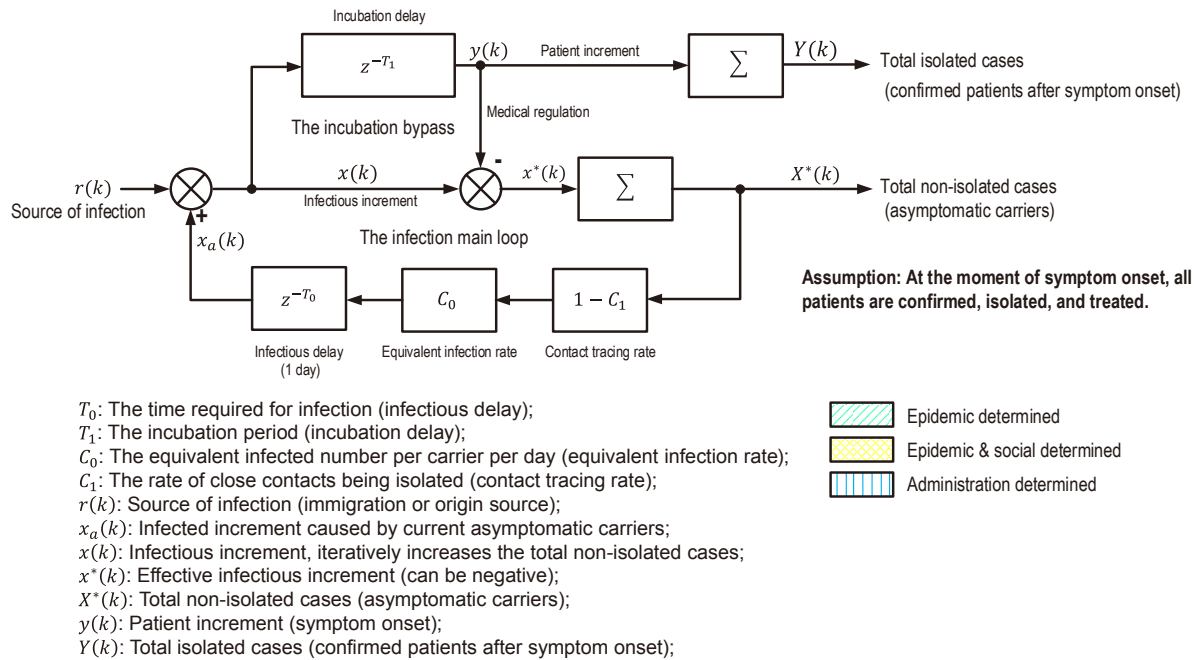 Incubation delay
z^{-T_1}
y(k)
Patient increment
∑
Y(k)
Total isolated cases
(confirmed patients after symptom onset)
Medical regulation
The incubation bypass
-
r(k)
Source of infection
x(k)
Infectious increment
x*(k)
∑
X*(k)
Total non-isolated cases
(asymptomatic carriers)
+
x_a(k)
The infection main loop
z^{-T_0}
C_0
1 − C_1
Infectious delay
(1 day)
Equivalent infection rate
Contact tracing rate
Assumption: At the moment of symptom onset, all
patients are confirmed, isolated, and treated.
T_0: The time required for infection (infectious delay);
T_1: The incubation period (incubation delay);
C_0: The equivalent infected number per carrier per day (equivalent infection rate);
C_1: The rate of close contacts being isolated (contact tracing rate);
r(k): Source of infection (immigration or origin source);
x_a(k): Infected increment caused by current asymptomatic carriers;
x(k): Infectious increment, iteratively increases the total non-isolated cases;
x*(k): Effective infectious increment (can be negative);
X*(k): Total non-isolated cases (asymptomatic carriers);
y(k): Patient increment (symptom onset);
Y(k): Total isolated cases (confirmed patients after symptom onset);
Epidemic determined
Epidemic & social determined
Administration determined